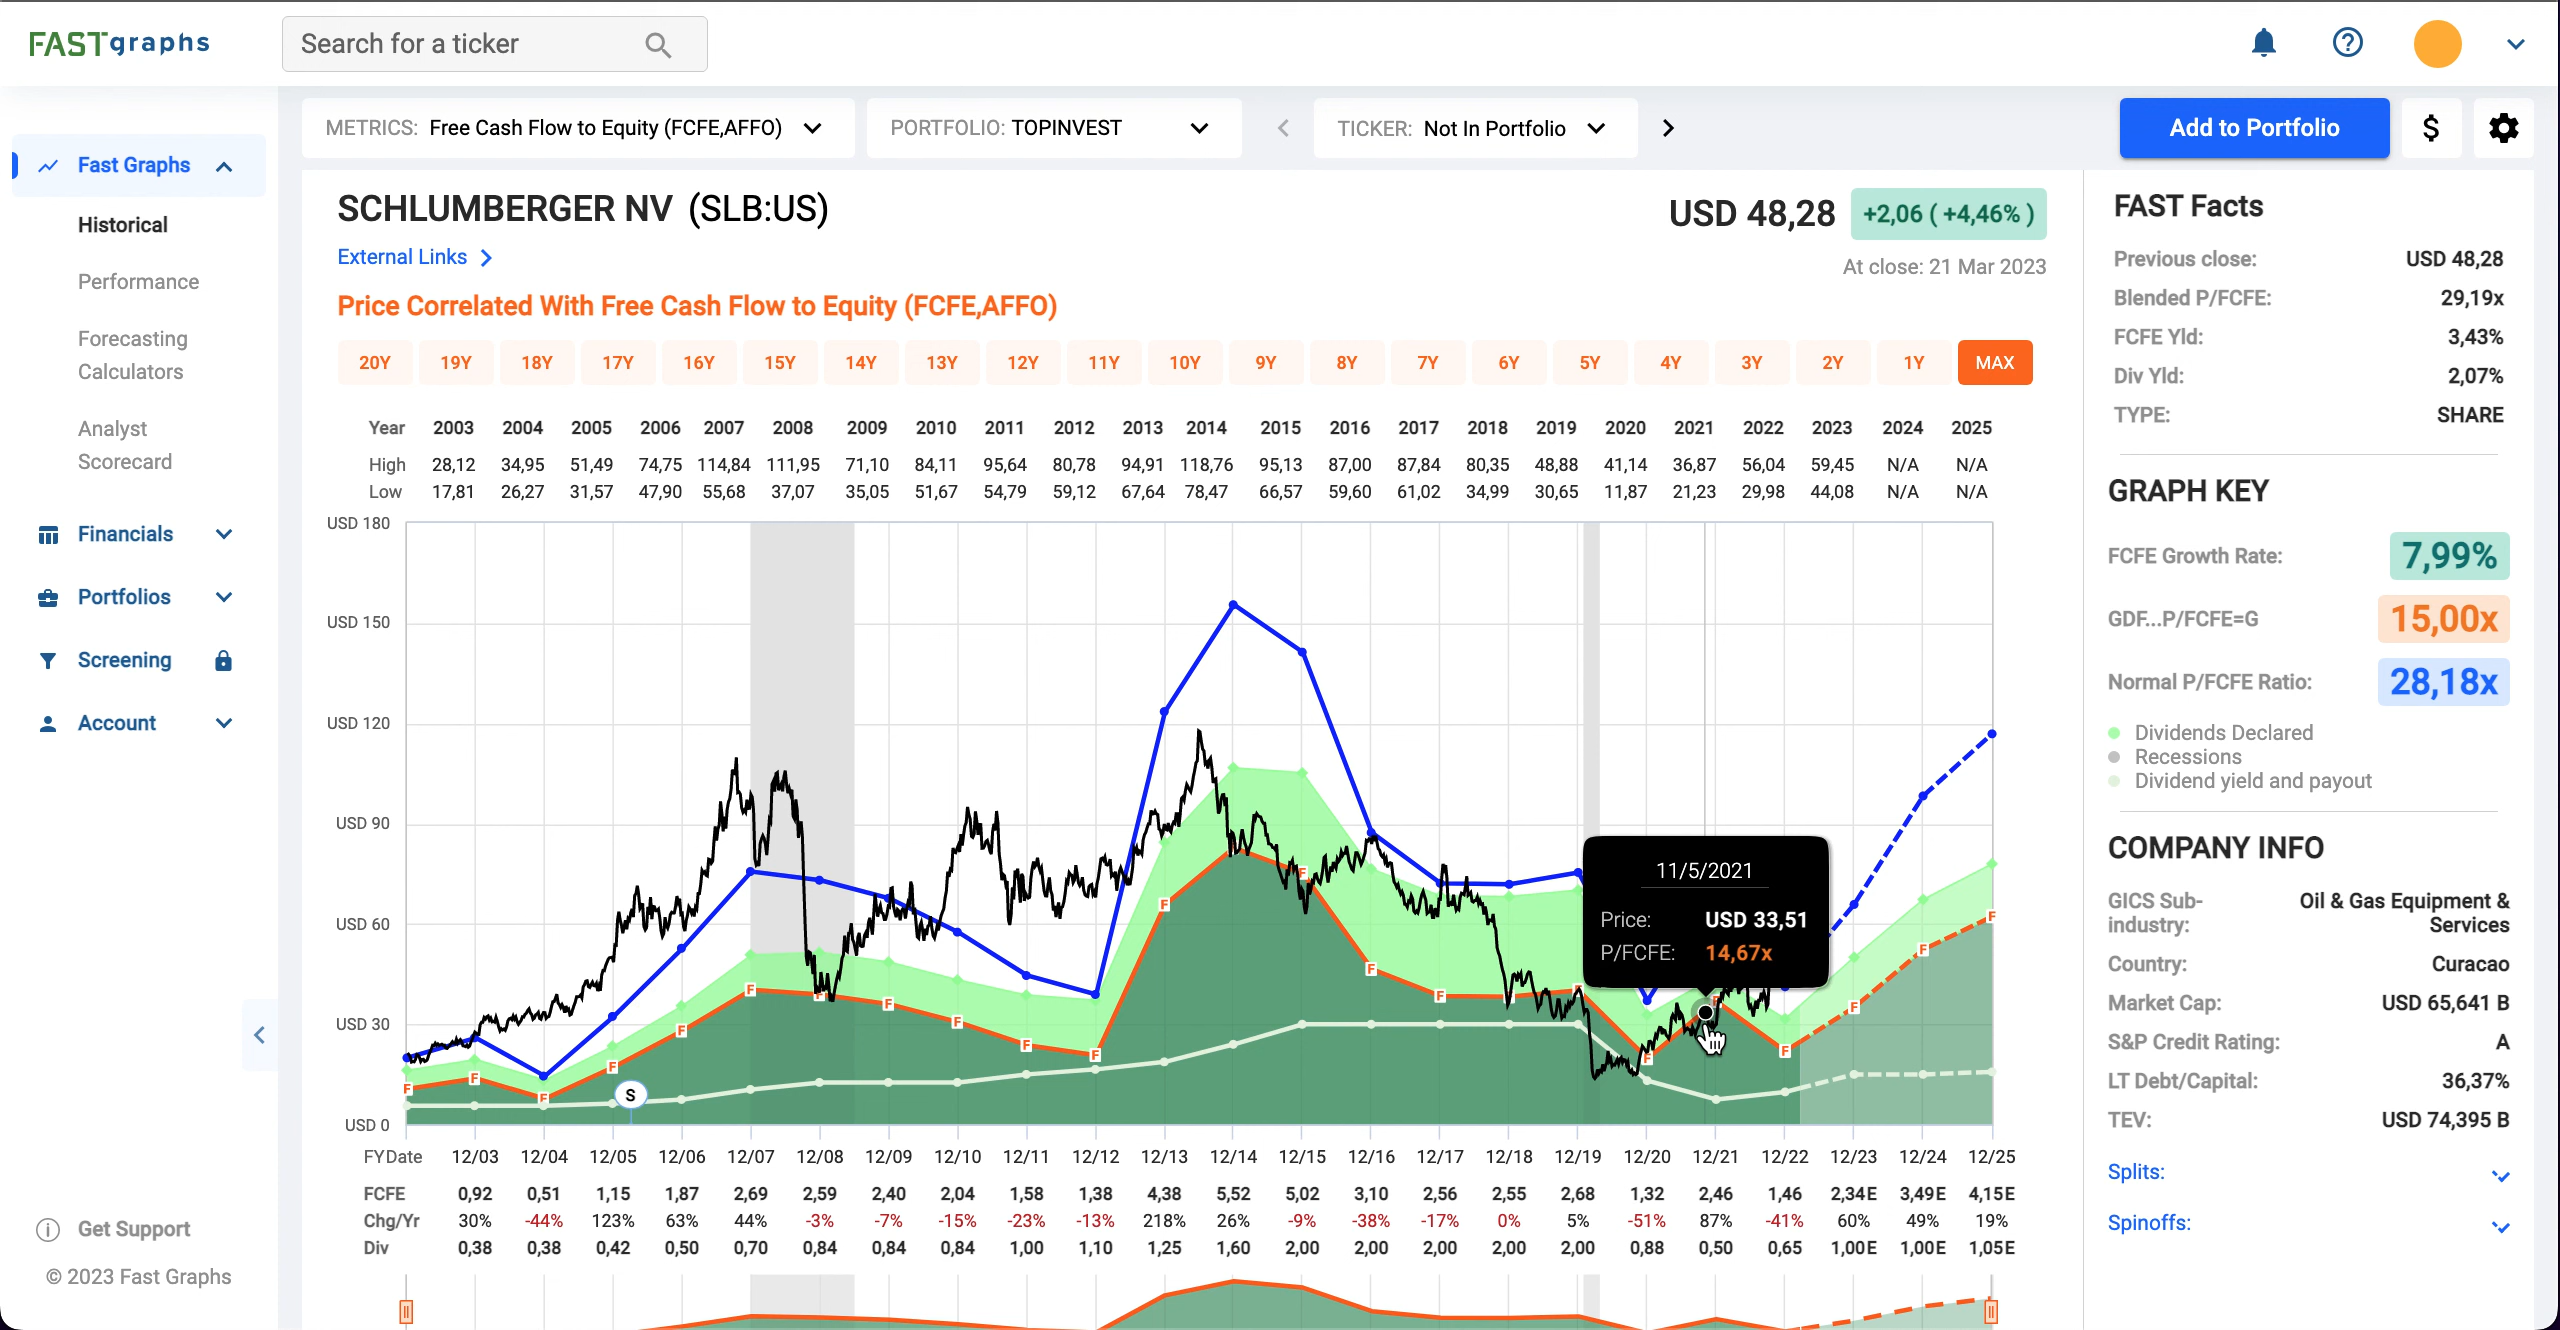 FASTgraphs
Search for a ticker
METRICS: Free Cash Flow to Equity (FCFE,AFFO)
PORTFOLIO: TOPINVEST
TICKER: Not In Portfolio
Add to Portfolio
$
Fast Graphs
Historical
Performance
Forecasting
Calculators
Analyst
Scorecard
Financials
Portfolios
Screening
Account
Get Support
© 2023 Fast Graphs
SCHLUMBERGER NV (SLB:US)
USD 48,28 +2,06 ( +4,46% )
External Links
At close: 21 Mar 2023
Price Correlated With Free Cash Flow to Equity (FCFE,AFFO)
20Y 19Y 18Y 17Y 16Y 15Y 14Y 13Y 12Y 11Y 10Y 9Y 8Y 7Y 6Y 5Y 4Y 3Y 2Y 1Y MAX
Year 2003 2004 2005 2006 2007 2008 2009 2010 2011 2012 2013 2014 2015 2016 2017 2018 2019 2020 2021 2022 2023 2024 2025
High 28,12 34,95 51,49 74,75 114,84 111,95 71,10 84,11 95,64 80,78 94,91 118,76 95,13 87,00 87,84 80,35 48,88 41,14 36,87 56,04 59,45 N/A N/A
Low 17,81 26,27 31,57 47,90 55,68 37,07 35,05 51,67 54,79 59,12 67,64 78,47 66,57 59,60 61,02 34,99 30,65 11,87 21,23 29,98 44,08 N/A N/A
USD 180
USD 150
USD 120
USD 90
USD 60
USD 30
USD 0
11/5/2021
Price: USD 33,51
P/FCFE: 14,67x
S
F F F F F F F F F F F F F F F F F F F F F F F F
FYDate 12/03 12/04 12/05 12/06 12/07 12/08 12/09 12/10 12/11 12/12 12/13 12/14 12/15 12/16 12/17 12/18 12/19 12/20 12/21 12/22 12/23 12/24 12/25
FCFE 0,92 0,51 1,15 1,87 2,69 2,59 2,40 2,04 1,58 1,38 4,38 5,52 5,02 3,10 2,56 2,55 2,68 1,32 2,46 1,46 2,34E 3,49E 4,15E
Chg/Yr 30% -44% 123% 63% 44% -3% -7% -15% -23% -13% 218% 26% -9% -38% -17% 0% 5% -51% 87% -41% 60% 49% 19%
Div 0,38 0,38 0,42 0,50 0,70 0,84 0,84 0,84 1,00 1,10 1,25 1,60 2,00 2,00 2,00 2,00 2,00 0,88 0,50 0,65 1,00E 1,00E 1,05E
FAST Facts
Previous close: USD 48,28
Blended P/FCFE: 29,19x
FCFE Yld: 3,43%
Div Yld: 2,07%
TYPE: SHARE
GRAPH KEY
FCFE Growth Rate: 7,99%
GDF...P/FCFE=G 15,00x
Normal P/FCFE Ratio: 28,18x
Dividends Declared
Recessions
Dividend yield and payout
COMPANY INFO
GICS Sub-industry: Oil & Gas Equipment & Services
Country: Curacao
Market Cap: USD 65,641 B
S&P Credit Rating: A
LT Debt/Capital: 36,37%
TEV: USD 74,395 B
Splits:
Spinoffs: